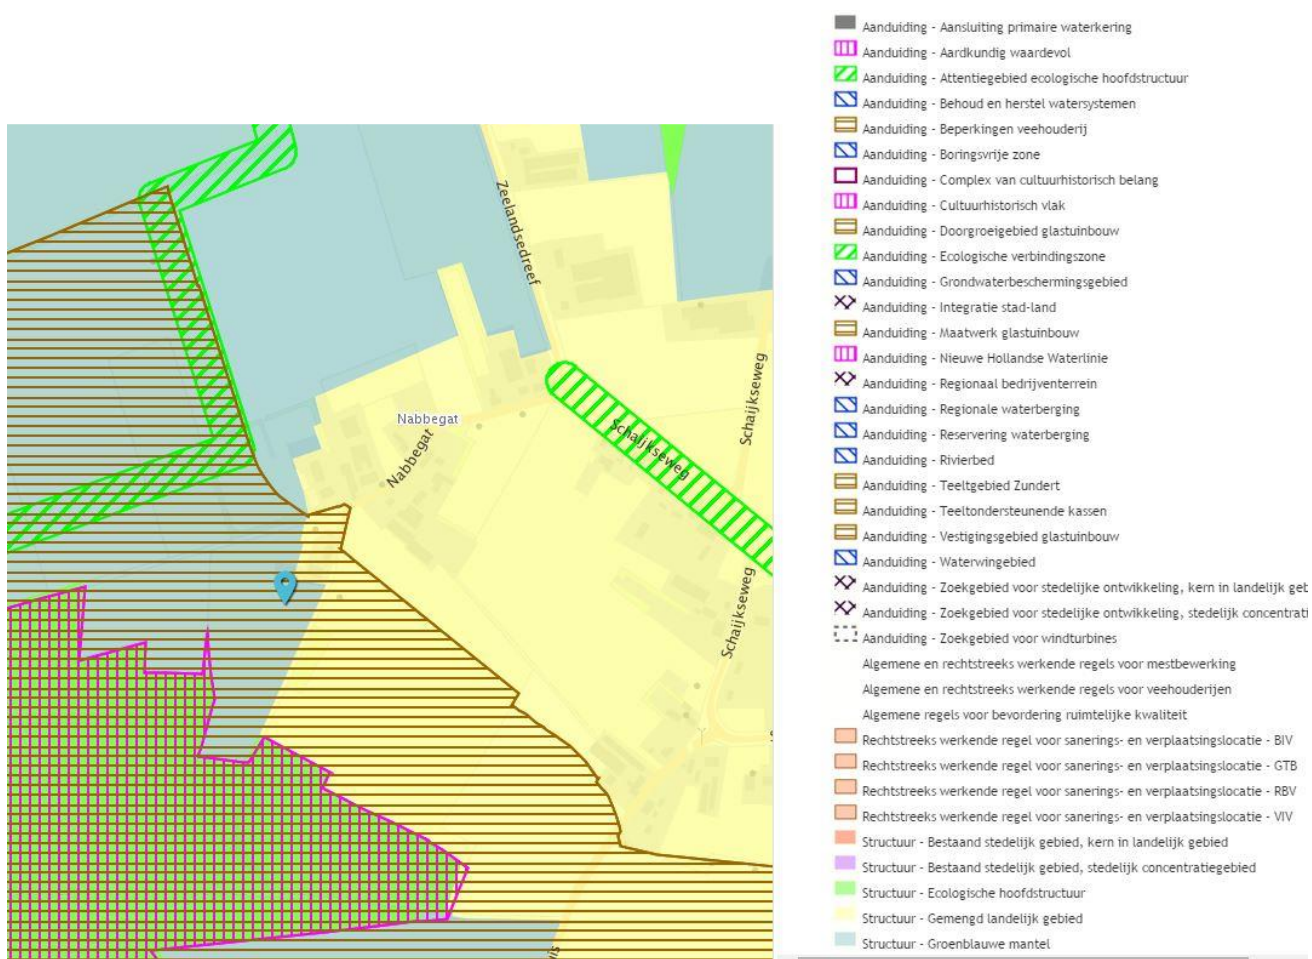 Zeelandsedreef
Nabbegat
Nabbegat
Schaijkseweg
Schaijkseweg
Schaijkseweg
Aanduiding - Aansluiting primaire waterkering
Aanduiding - Aardkundig waardevol
Aanduiding - Attentiegebied ecologische hoofdstructuur
Aanduiding - Behoud en herstel watersystemen
Aanduiding - Beperkingen veehouderij
Aanduiding - Boringsvrije zone
Aanduiding - Complex van cultuurhistorisch belang
Aanduiding - Cultuurhistorisch vlak
Aanduiding - Doorgroeigebied glastuinbouw
Aanduiding - Ecologische verbindingszone
Aanduiding - Grondwaterbeschermingsgebied
Aanduiding - Integratie stad-land
Aanduiding - Maatwerk glastuinbouw
Aanduiding - Nieuwe Hollandse Waterlinie
Aanduiding - Regionaal bedrijventerrein
Aanduiding - Regionale waterberging
Aanduiding - Reservering waterberging
Aanduiding - Rivierbed
Aanduiding - Teeltgebied Zundert
Aanduiding - Teeltondersteunende kassen
Aanduiding - Vestigingsgebied glastuinbouw
Aanduiding - Waterwingebied
Aanduiding - Zoekgebied voor stedelijke ontwikkeling, kern in landelijk geb
Aanduiding - Zoekgebied voor stedelijke ontwikkeling, stedelijk concentrati
Aanduiding - Zoekgebied voor windturbines
Algemene en rechtstreeks werkende regels voor mestbewerking
Algemene en rechtstreeks werkende regels voor veehouderijen
Algemene regels voor bevordering ruimtelijke kwaliteit
Rechtstreeks werkende regel voor sanerings- en verplaatsingslocatie - BIV
Rechtstreeks werkende regel voor sanerings- en verplaatsingslocatie - GTB
Rechtstreeks werkende regel voor sanerings- en verplaatsingslocatie - RBV
Rechtstreeks werkende regel voor sanerings- en verplaatsingslocatie - VIV
Structuur - Bestaand stedelijk gebied, kern in landelijk gebied
Structuur - Bestaand stedelijk gebied, stedelijk concentratiegebied
Structuur - Ecologische hoofdstructuur
Structuur - Gemengd landelijk gebied
Structuur - Groenblauwe mantel